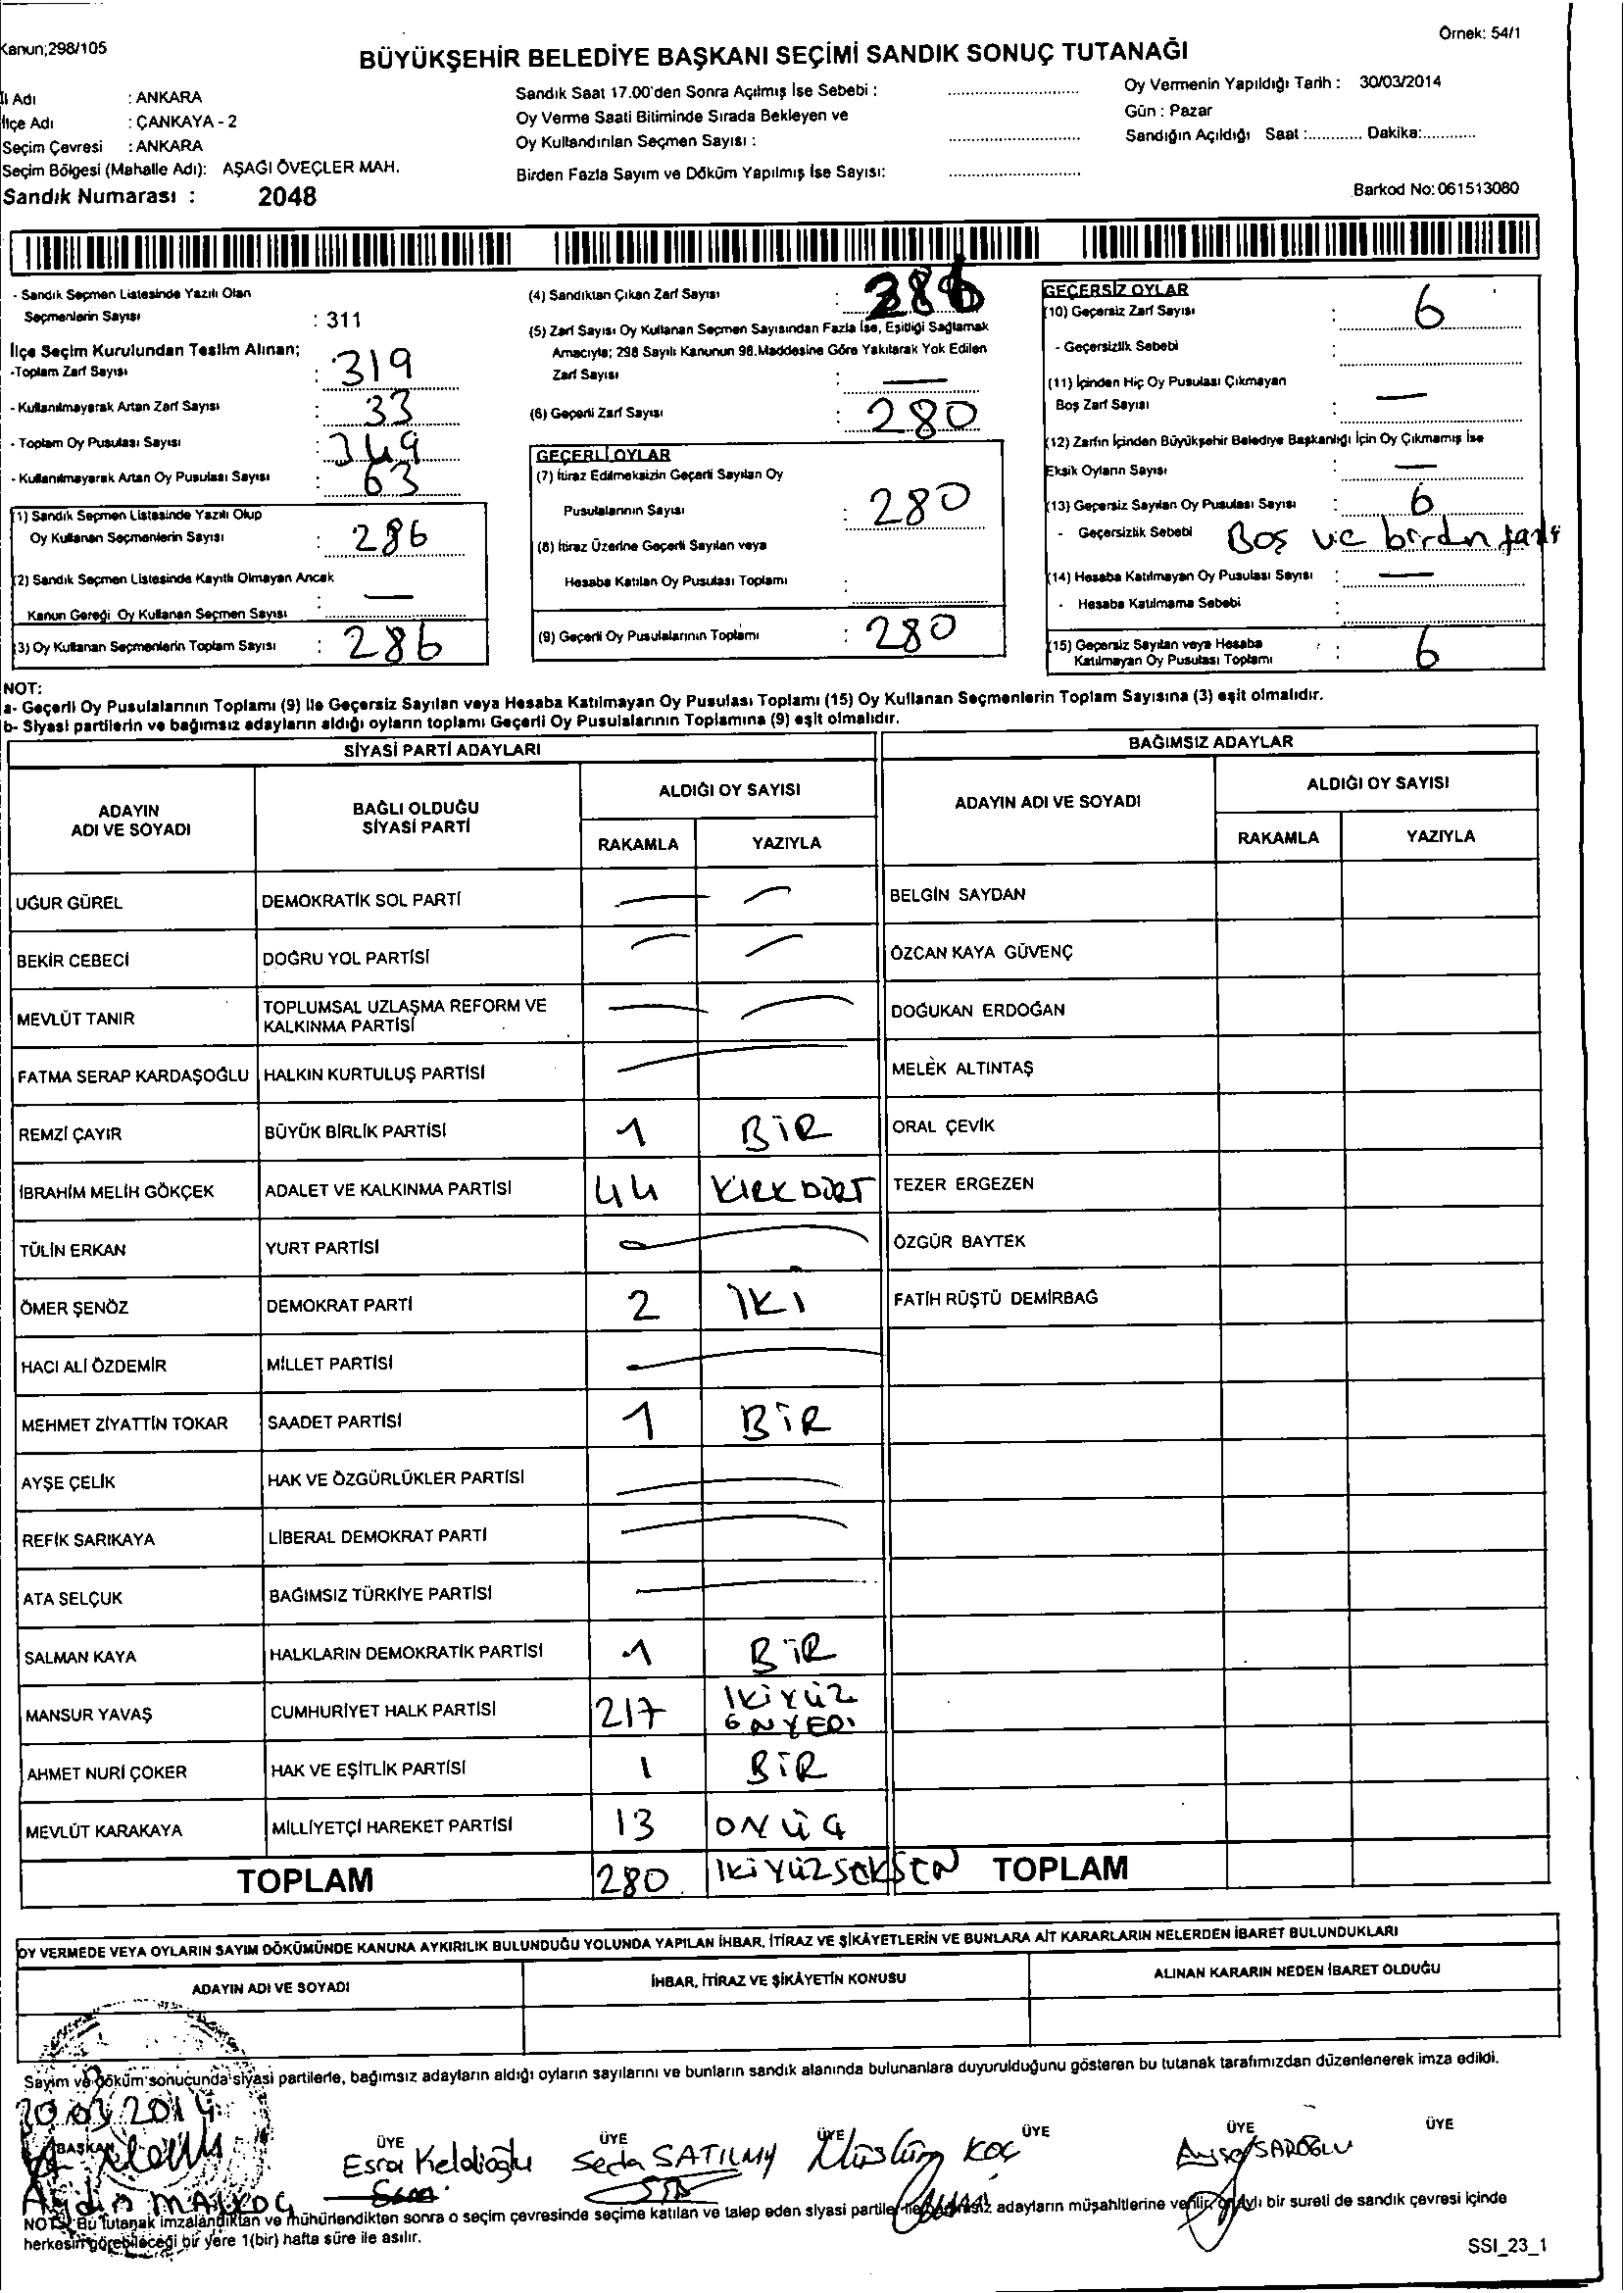 Kanun;298/105
Örnek: 54/1
BÜYÜKŞEHİR BELEDİYE BAŞKANI SEÇİMİ SANDIK SONUÇ TUTANAĞI
İl Adı : ANKARA
İlçe Adı : ÇANKAYA - 2
Seçim Çevresi : ANKARA
Seçim Bölgesi (Mahalle Adı): AŞAĞI ÖVEÇLER MAH.
Sandık Numarası : 2048
Sandık Saat 17.00'den Sonra Açılmış İse Sebebi :
Oy Verme Saati Bitiminde Sırada Bekleyen ve
Oy Kullandırılan Seçmen Sayısı :
Birden Fazla Sayım ve Döküm Yapılmış İse Sayısı:
Oy Vermenin Yapıldığı Tarih : 30/03/2014
Gün : Pazar
Sandığın Açıldığı Saat :............ Dakika:............
Barkod No: 061513080
- Sandık Seçmen Listesinde Yazılı Olan
Seçmenlerin Sayısı : 311
İlçe Seçim Kurulundan Teslim Alınan;
-Toplam Zarf Sayısı : 319
- Kullanılmayarak Artan Zarf Sayısı : 33
- Toplam Oy Pusulası Sayısı : 349
- Kullanılmayarak Artan Oy Pusulası Sayısı : 63
(1) Sandık Seçmen Listesinde Yazılı Olup
Oy Kullanan Seçmenlerin Sayısı : 286
(2) Sandık Seçmen Listesinde Kayıtlı Olmayan Ancak
Kanun Gereği Oy Kullanan Seçmen Sayısı : —
(3) Oy Kullanan Seçmenlerin Toplam Sayısı : 286
(4) Sandıktan Çıkan Zarf Sayısı : 286
(5) Zarf Sayısı Oy Kullanan Seçmen Sayısından Fazla İse, Eşitliği Sağlamak
Amacıyla; 298 Sayılı Kanunun 98.Maddesine Göre Yakılarak Yok Edilen
Zarf Sayısı : —
(6) Geçerli Zarf Sayısı : 280
GEÇERLİ OYLAR
(7) İtiraz Edilmeksizin Geçerli Sayılan Oy
Pusulalarının Sayısı : 280
(8) İtiraz Üzerine Geçerli Sayılan veya
Hesaba Katılan Oy Pusulası Toplamı :
(9) Geçerli Oy Pusulalarının Toplamı : 280
GEÇERSİZ OYLAR
(10) Geçersiz Zarf Sayısı : 6
- Geçersizlik Sebebi :
(11) İçinden Hiç Oy Pusulası Çıkmayan
Boş Zarf Sayısı : —
(12) Zarfın İçinden Büyükşehir Belediye Başkanlığı İçin Oy Çıkmamış İse
Eksik Oyların Sayısı : —
(13) Geçersiz Sayılan Oy Pusulası Sayısı : 6
- Geçersizlik Sebebi Boş ve birden fazla
(14) Hesaba Katılmayan Oy Pusulası Sayısı : —
- Hesaba Katılmama Sebebi :
(15) Geçersiz Sayılan veya Hesaba
Katılmayan Oy Pusulası Toplamı : 6
NOT:
a- Geçerli Oy Pusulalarının Toplamı (9) ile Geçersiz Sayılan veya Hesaba Katılmayan Oy Pusulası Toplamı (15) Oy Kullanan Seçmenlerin Toplam Sayısına (3) eşit olmalıdır.
b- Siyasi partilerin ve bağımsız adayların aldığı oyların toplamı Geçerli Oy Pusulalarının Toplamına (9) eşit olmalıdır.
SİYASİ PARTİ ADAYLARI BAĞIMSIZ ADAYLAR
ADAYIN ADI VE SOYADI BAĞLI OLDUĞU SİYASİ PARTİ ALDIĞI OY SAYISI ADAYIN ADI VE SOYADI ALDIĞI OY SAYISI
RAKAMLA YAZIYLA RAKAMLA YAZIYLA
UĞUR GÜREL DEMOKRATİK SOL PARTİ — — BELGİN SAYDAN
BEKİR CEBECİ DOĞRU YOL PARTİSİ — — ÖZCAN KAYA GÜVENÇ
MEVLÜT TANIR TOPLUMSAL UZLAŞMA REFORM VE KALKINMA PARTİSİ — — DOĞUKAN ERDOĞAN
FATMA SERAP KARDAŞOĞLU HALKIN KURTULUŞ PARTİSİ — MELEK ALTINTAŞ
REMZİ ÇAYIR BÜYÜK BİRLİK PARTİSİ 1 BİR ORAL ÇEVİK
İBRAHİM MELİH GÖKÇEK ADALET VE KALKINMA PARTİSİ 44 KIRKDÖRT TEZER ERGEZEN
TÜLİN ERKAN YURT PARTİSİ — ÖZGÜR BAYTEK
ÖMER ŞENÖZ DEMOKRAT PARTİ 2 İKİ FATİH RÜŞTÜ DEMİRBAĞ
HACI ALİ ÖZDEMİR MİLLET PARTİSİ —
MEHMET ZİYATTİN TOKAR SAADET PARTİSİ 1 BİR
AYŞE ÇELİK HAK VE ÖZGÜRLÜKLER PARTİSİ —
REFİK SARIKAYA LİBERAL DEMOKRAT PARTİ —
ATA SELÇUK BAĞIMSIZ TÜRKİYE PARTİSİ —
SALMAN KAYA HALKLARIN DEMOKRATİK PARTİSİ 1 BİR
MANSUR YAVAŞ CUMHURİYET HALK PARTİSİ 217 İKİYÜZ ONYEDİ
AHMET NURİ ÇOKER HAK VE EŞİTLİK PARTİSİ 1 BİR
MEVLÜT KARAKAYA MİLLİYETÇİ HAREKET PARTİSİ 13 ONÜÇ
TOPLAM 280 İKİYÜZSEKSEN TOPLAM
OY VERMEDE VEYA OYLARIN SAYIM DÖKÜMÜNDE KANUNA AYKIRILIK BULUNDUĞU YOLUNDA YAPILAN İHBAR, İTİRAZ VE ŞİKÂYETLERİN VE BUNLARA AİT KARARLARIN NELERDEN İBARET BULUNDUKLARI
ADAYIN ADI VE SOYADI İHBAR, İTİRAZ VE ŞİKÂYETİN KONUSU ALINAN KARARIN NEDEN İBARET OLDUĞU
Sayım ve döküm sonucunda siyasi partilerle, bağımsız adayların aldığı oyların sayılarını ve bunların sandık alanında bulunanlara duyurulduğunu gösteren bu tutanak tarafımızdan düzenlenerek imza edildi.
30.03.2014
BAŞKAN ÜYE ÜYE ÜYE ÜYE ÜYE ÜYE
Aydın MALKOÇ Esra Kelalioğlu Seda SATILMIŞ Müslüm KOÇ Aysel SARIOĞLU
NOT: Bu tutanak imzalandıktan ve mühürlendikten sonra o seçim çevresinde seçime katılan ve talep eden siyasi partiler ile bağımsız adayların müşahitlerine verilir, onaylı bir sureti de sandık çevresi içinde
herkesin görebileceği bir yere 1(bir) hafta süre ile asılır.
SSI_23_1